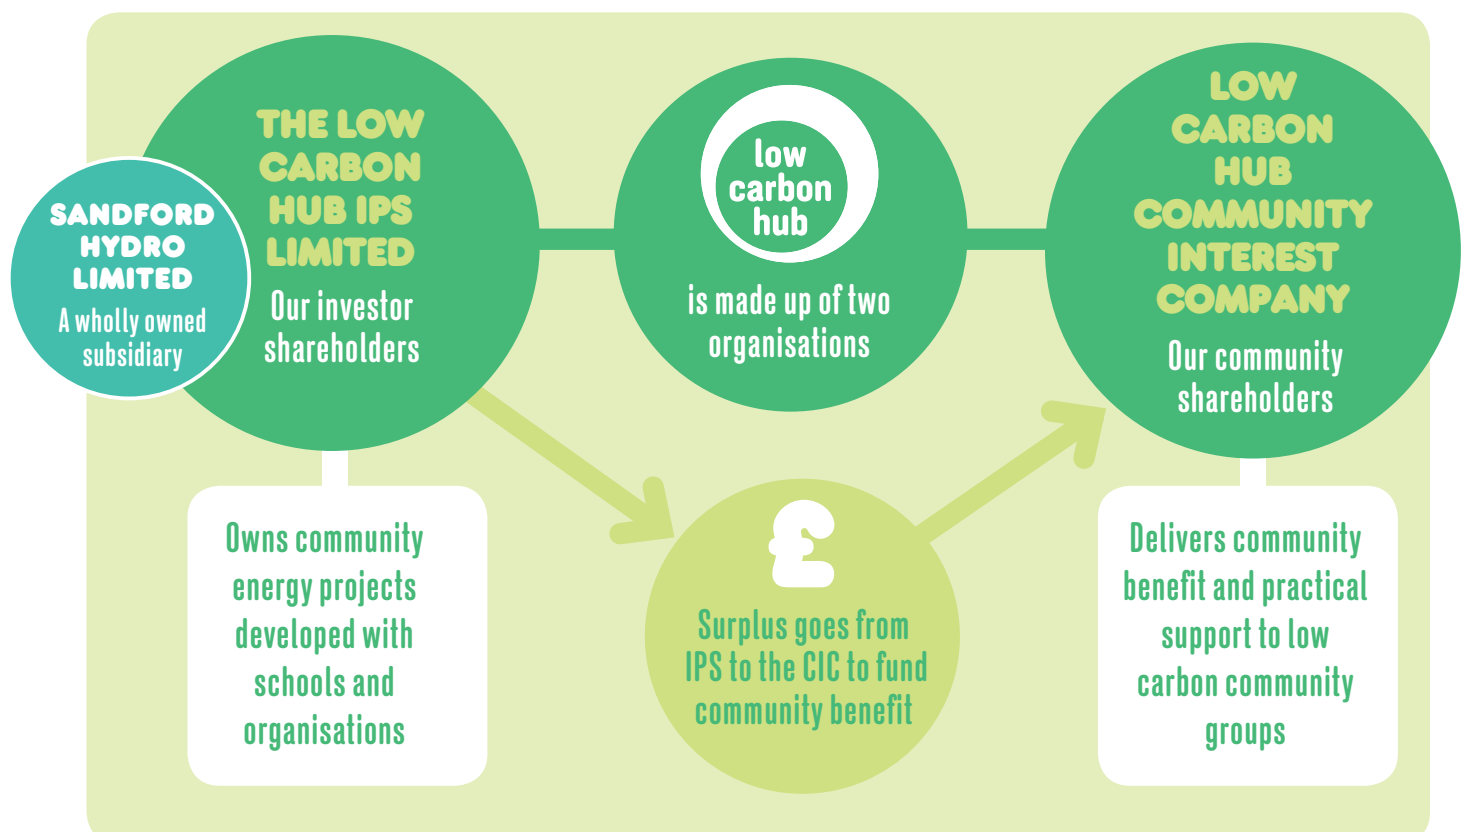 SANDFORD
HYDRO
LIMITED
A wholly owned
subsidiary
THE LOW
CARBON
HUB IPS
LIMITED
Our investor
shareholders
low
carbon
hub
is made up of two
organisations
LOW
CARBON
HUB
COMMUNITY
INTEREST
COMPANY
Our community
shareholders
Owns community
energy projects
developed with
schools and
organisations
£
Surplus goes from
IPS to the CIC to fund
community benefit
Delivers community
benefit and practical
support to low
carbon community
groups